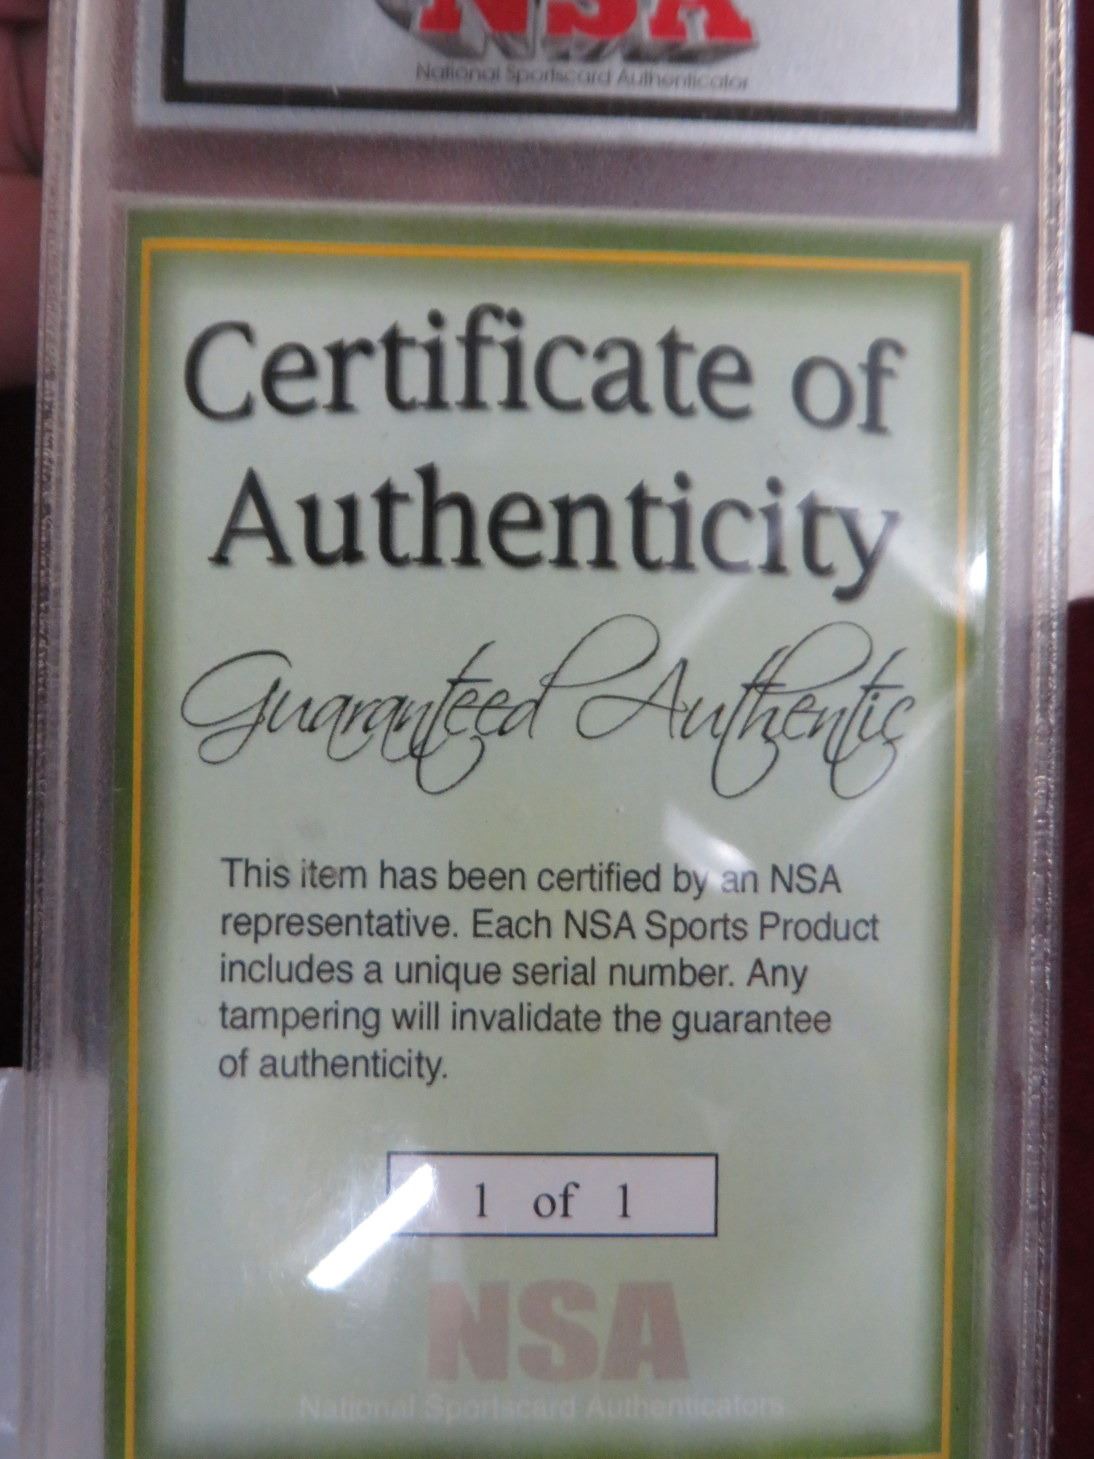 NSA
National Sportscard Authenticator
Certificate of
Authenticity
Guaranteed Authentic
This item has been certified by an NSA
representative. Each NSA Sports Product
includes a unique serial number. Any
tampering will invalidate the guarantee
of authenticity.
1 of 1
NSA
National Sportscard Authenticators